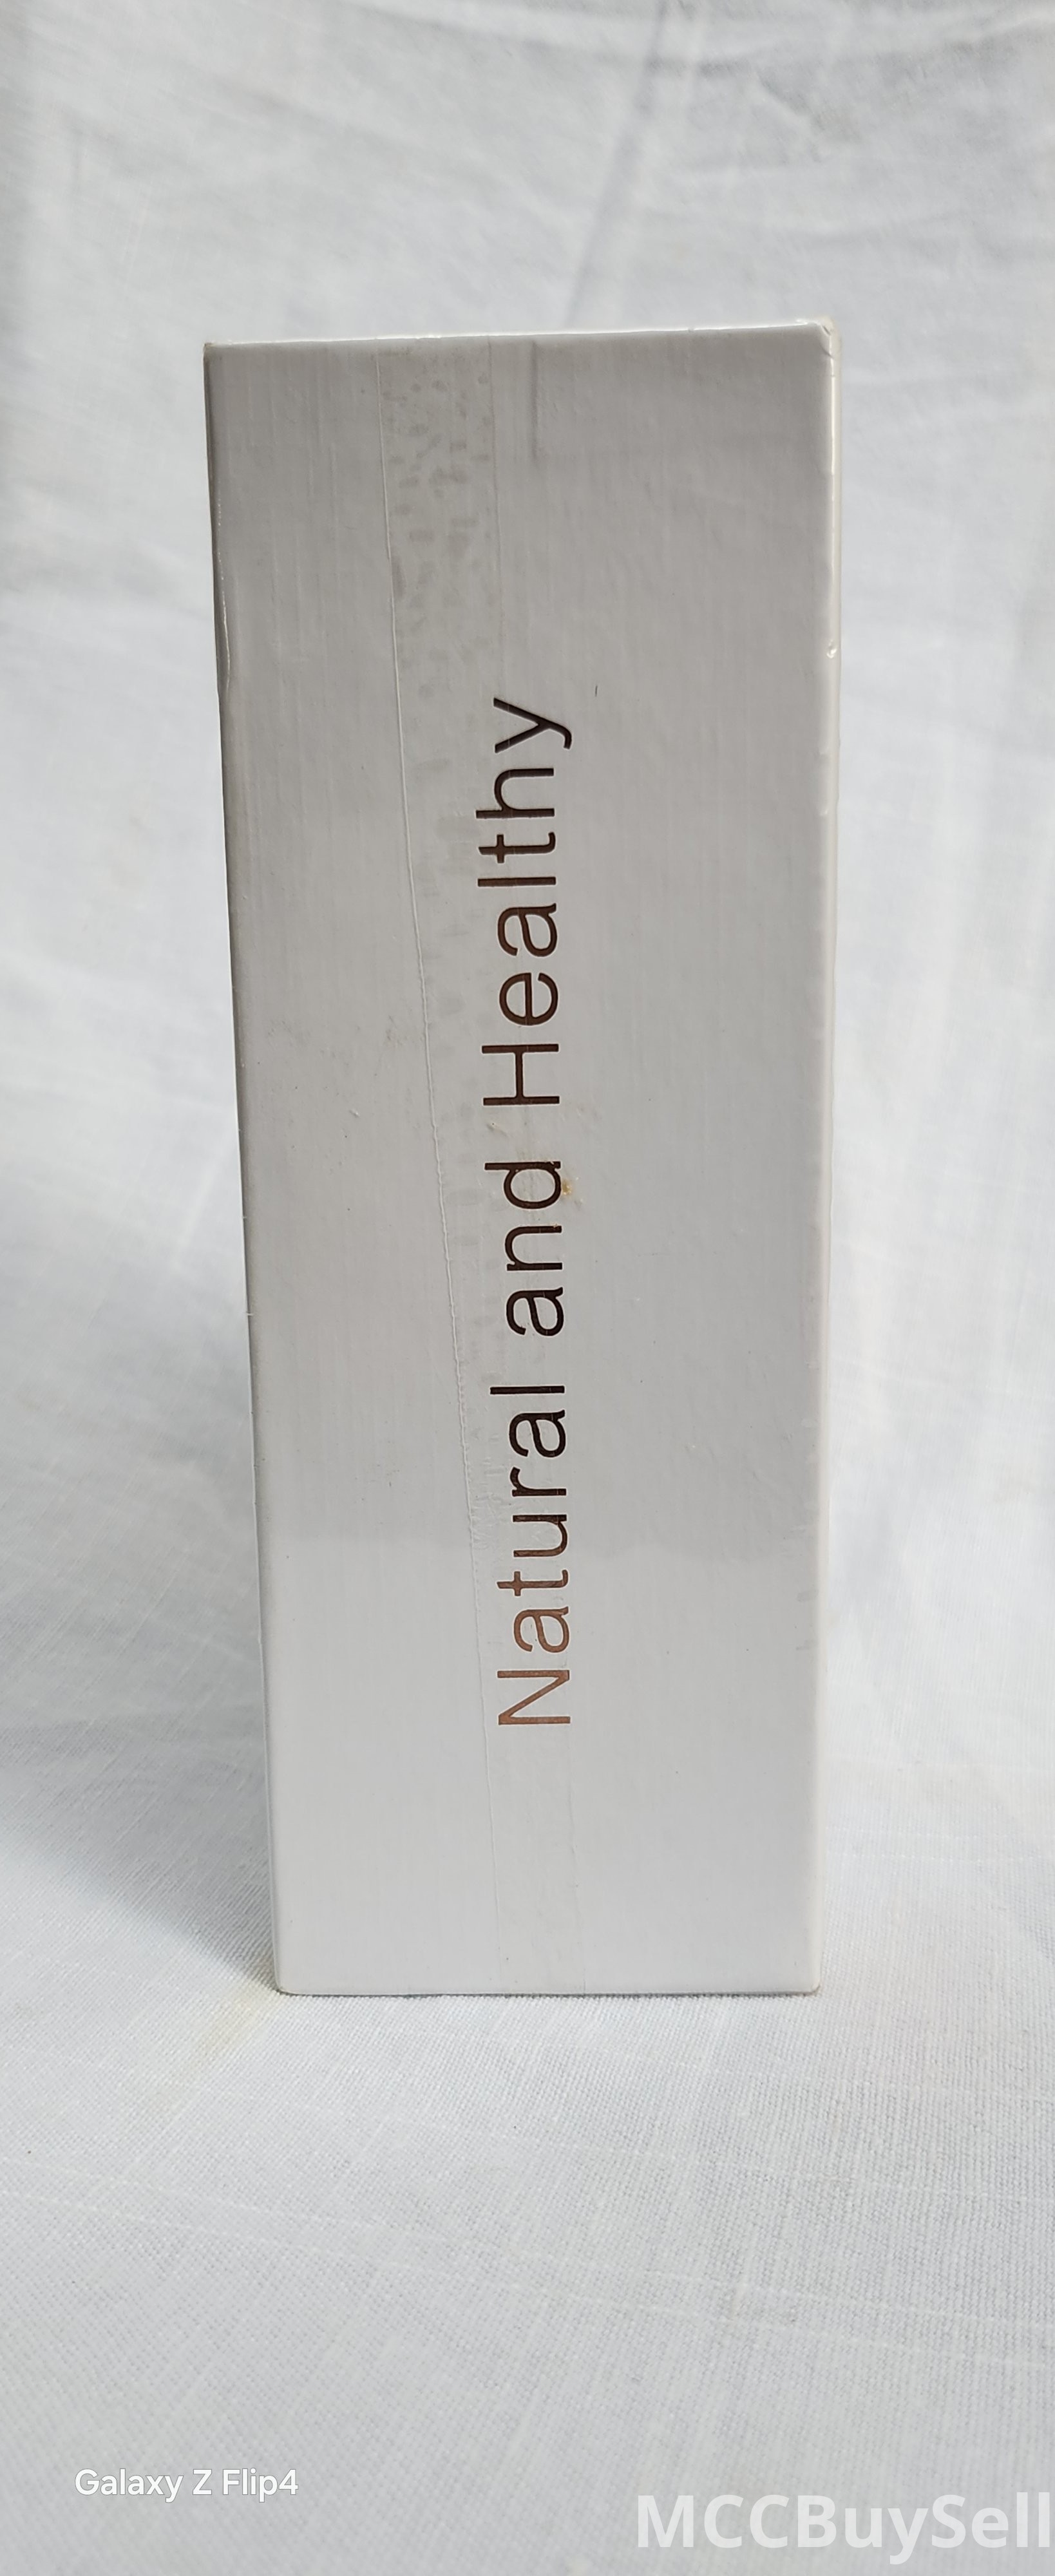 Natural and Healthy
Galaxy Z Flip4
MCCBuySell